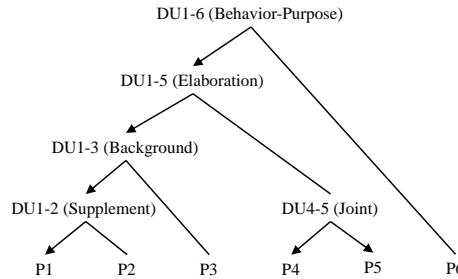 DU1-6 (Behavior-Purpose)
DU1-5 (Elaboration)
DU1-3 (Background)
DU1-2 (Supplement)
DU4-5 (Joint)
P1
P2
P3
P4
P5